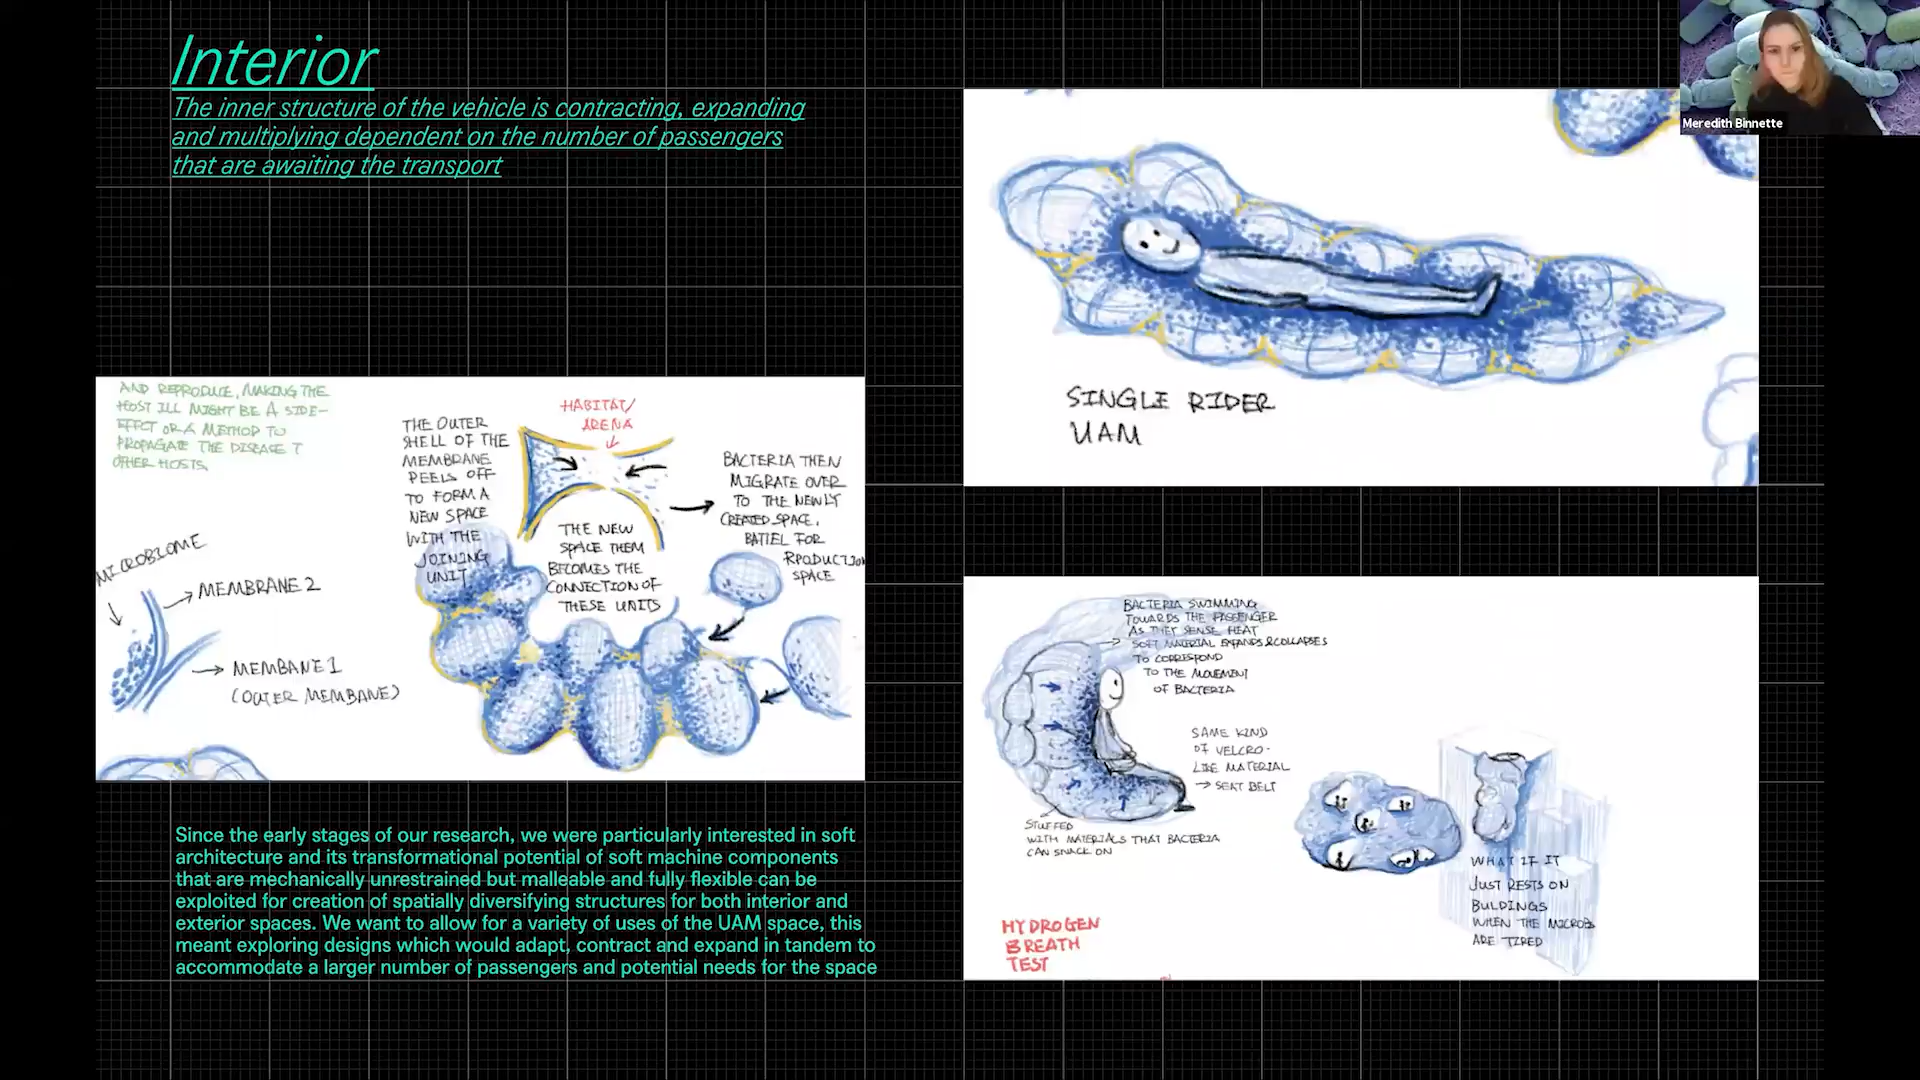 Interior
The inner structure of the vehicle is contracting, expanding
and multiplying dependent on the number of passengers
that are awaiting the transport
Meredith Binnette
AND REPRODUCE, MAKING THE
HOST ILL MIGHT BE A SIDE-
EFFECT OR A METHOD TO
PROPAGATE THE DISEASE T
OTHER HOSTS.
MICROBIOME
MEMBRANE 2
MEMBANE 1
(OUTER MEMBANE)
THE OUTER
SHELL OF THE
MEMBRANE
PEELS OFF
TO FORM A
NEW SPACE
WITH THE
JOINING
UNIT
HABITAT/
ARENA
THE NEW
SPACE THEM
BECOMES THE
CONNECTION OF
THESE UNITS
BACTERIA THEN
MIGRATE OVER
TO THE NEWLY
CREATED SPACE.
BATTEL FOR
RPRODUCTION
SPACE
SINGLE RIDER
UAM
BACTERIA SWIMMING
TOWARDS THE PASSENGER
AS THEY SENSE HEAT
SOFT MATERIAL EXPANDS & COLLAPSES
TO CORRESPOND
TO THE MOVEMENT
OF BACTERIA
SAME KIND
OF VELCRO-
LIKE MATERIAL
→ SEAT BELT
STUFFED
WITH MATERIALS THAT BACTERIA
CAN SNACK ON
HYDROGEN
BREATH
TEST
WHAT IF IT
JUST RESTS ON
BULDINGS
WHEN THE MICROBS
ARE TIRED
Since the early stages of our research, we were particularly interested in soft
architecture and its transformational potential of soft machine components
that are mechanically unrestrained but malleable and fully flexible can be
exploited for creation of spatially diversifying structures for both interior and
exterior spaces. We want to allow for a variety of uses of the UAM space, this
meant exploring designs which would adapt, contract and expand in tandem to
accommodate a larger number of passengers and potential needs for the space